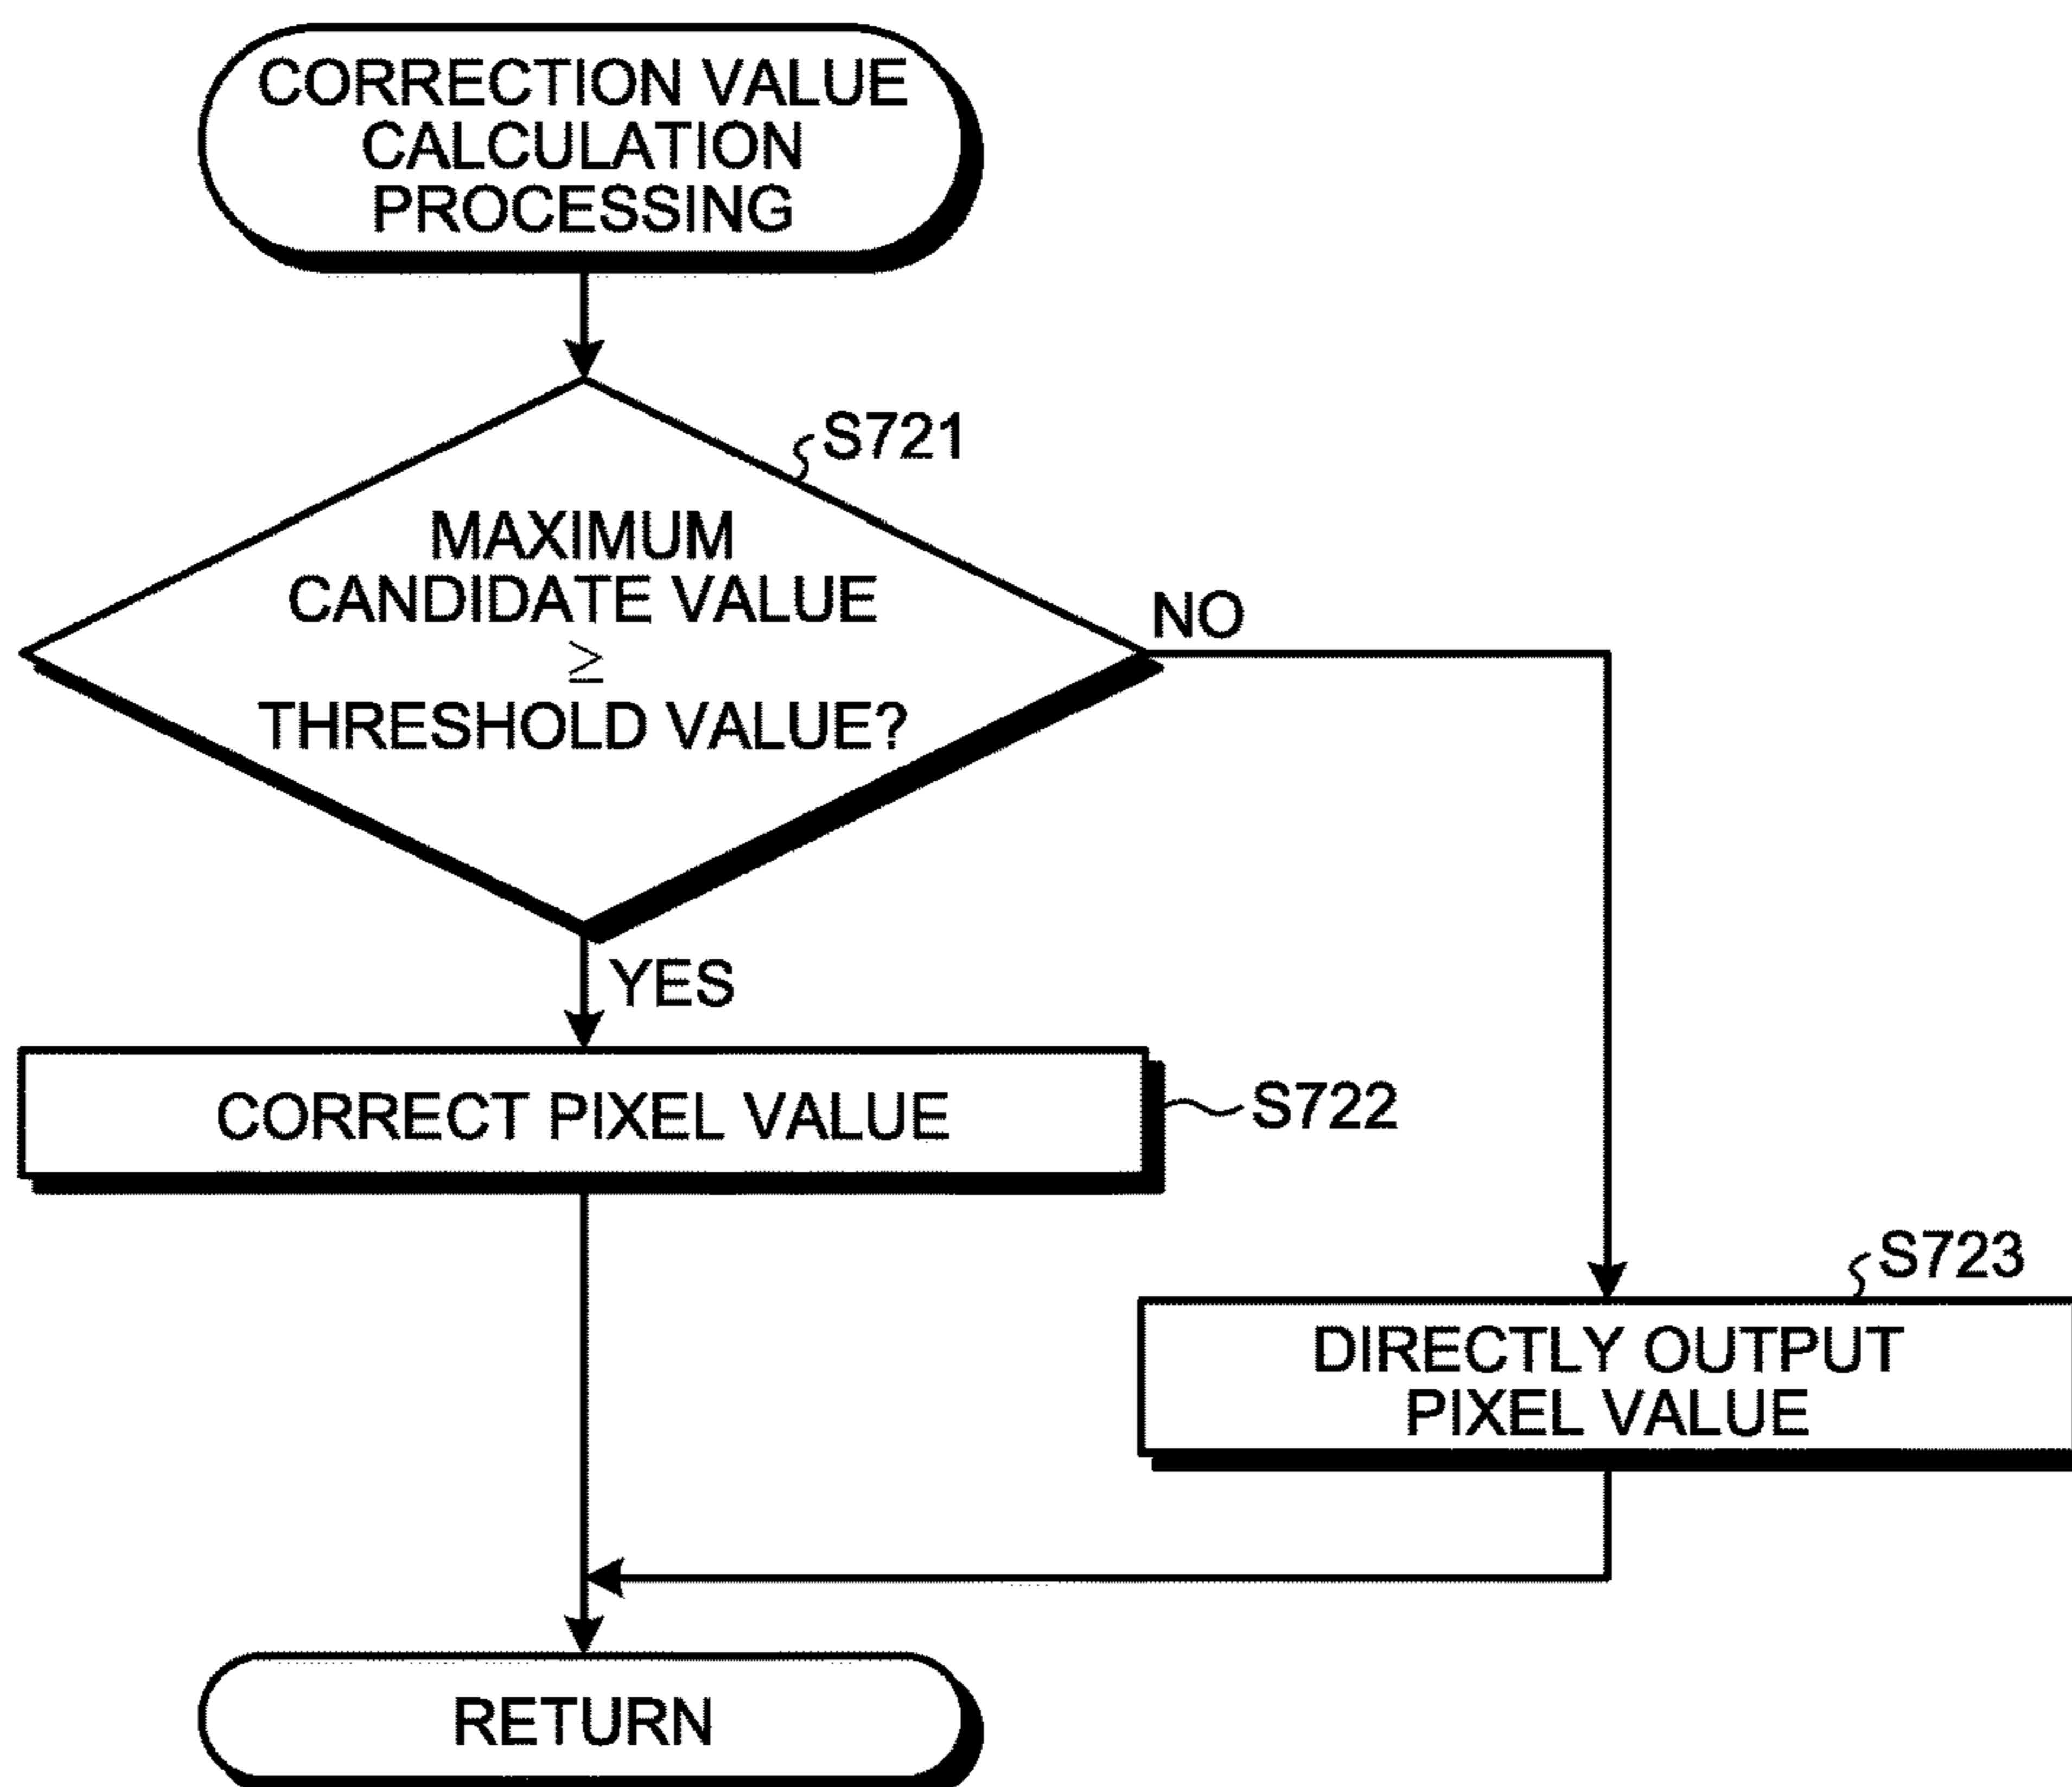 CORRECTION VALUE
CALCULATION
PROCESSING
S721
MAXIMUM
CANDIDATE VALUE
≥
THRESHOLD VALUE?
NO
YES
CORRECT PIXEL VALUE
S722
S723
DIRECTLY OUTPUT
PIXEL VALUE
RETURN